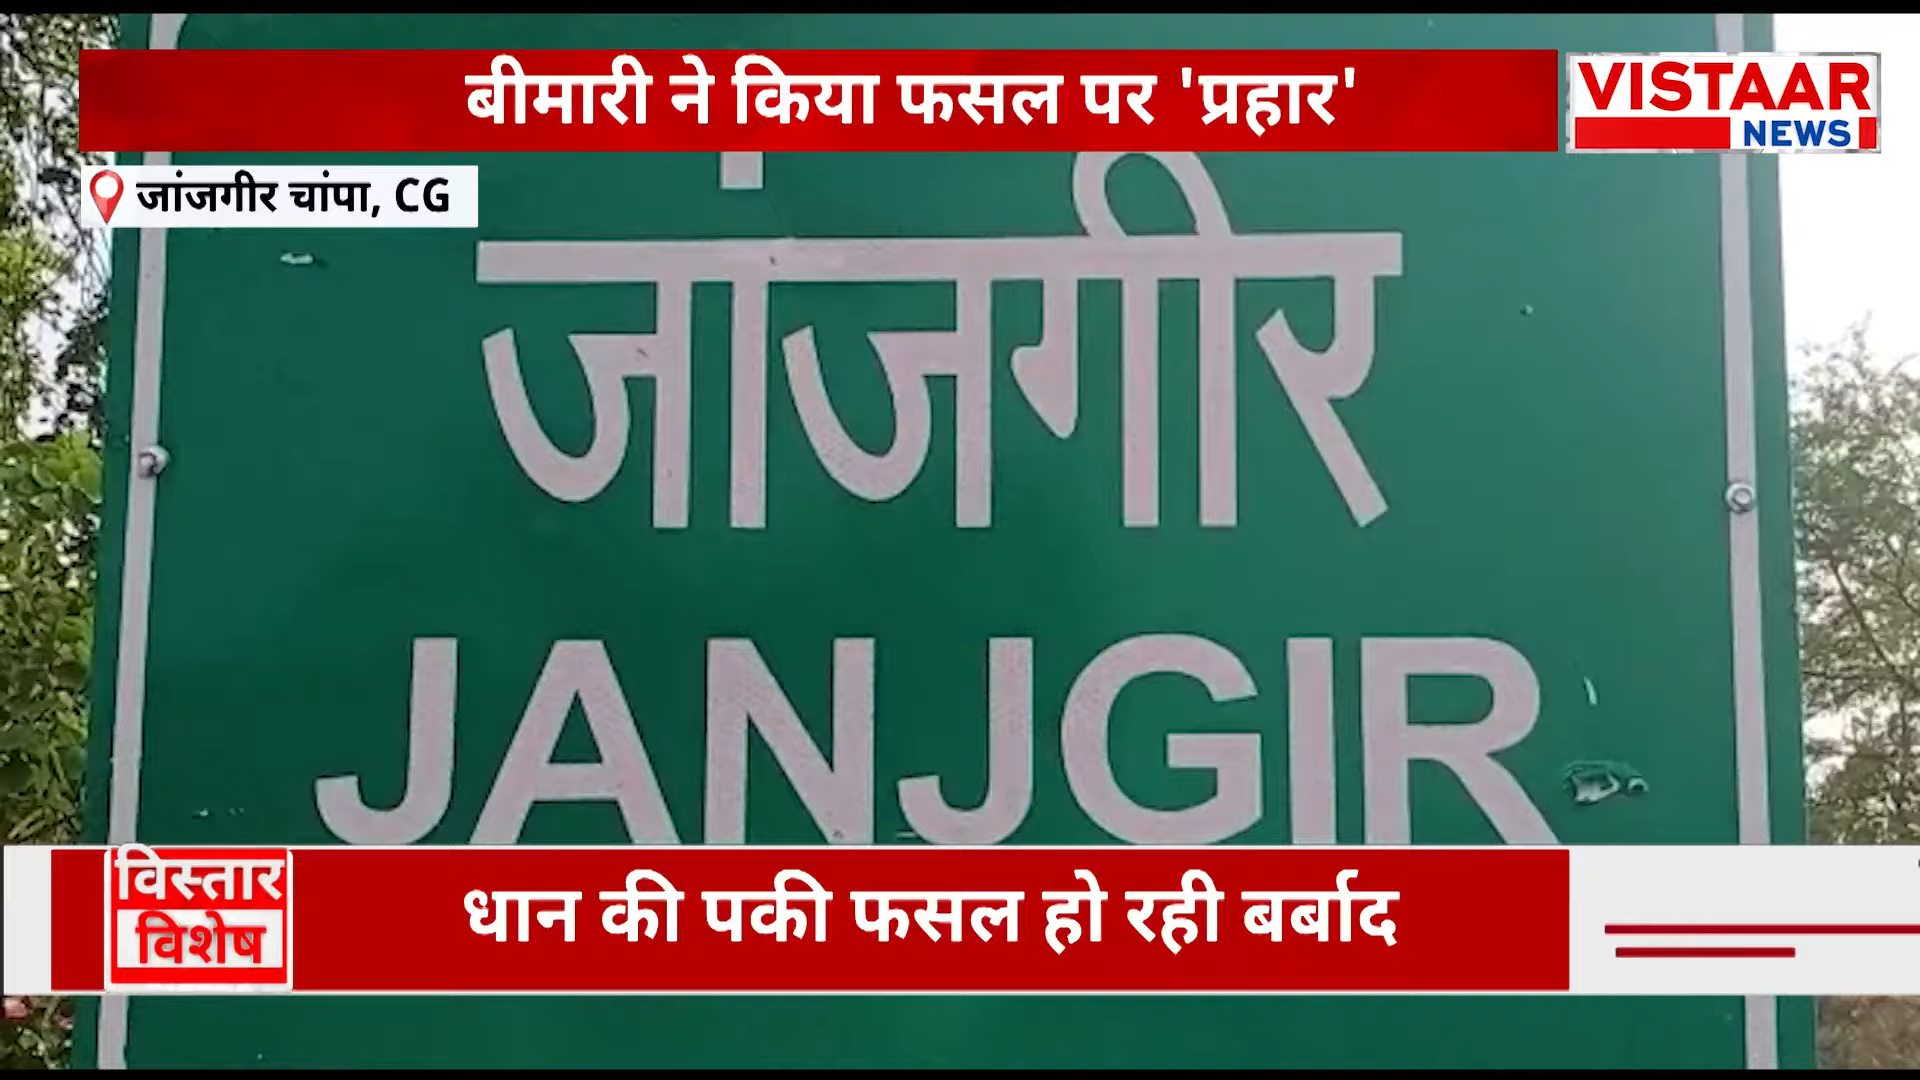 बीमारी ने किया फसल पर 'प्रहार'
VISTAAR
NEWS
जांजगीर चांपा, CG
जांजगीर
JANJGIR
विस्तार
विशेष
धान की पकी फसल हो रही बर्बाद